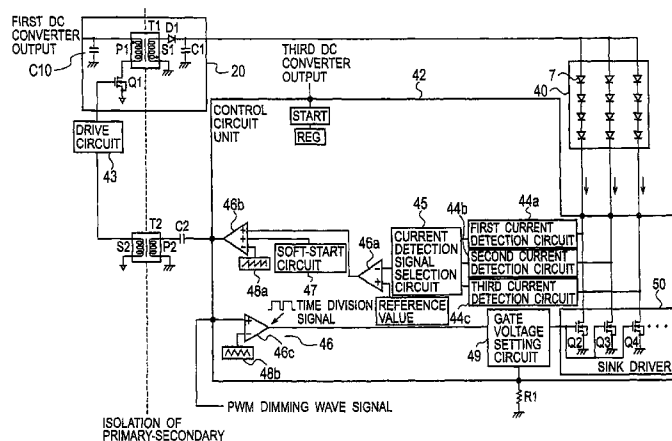 FIRST DC
CONVERTER
OUTPUT
C10
T1
D1
P1
S1
C1
Q1
20
THIRD DC
CONVERTER
OUTPUT
42
7
40
START
REG
CONTROL
CIRCUIT
UNIT
DRIVE
CIRCUIT
43
T2
C2
S2
P2
46b
SOFT-START
CIRCUIT
47
48a
46a
45
CURRENT
DETECTION
SIGNAL
SELECTION
CIRCUIT
REFERENCE
VALUE
44b
44a
FIRST CURRENT
DETECTION CIRCUIT
SECOND CURRENT
DETECTION CIRCUIT
THIRD CURRENT
DETECTION CIRCUIT
44c
TIME DIVISION
SIGNAL
46
46c
48b
GATE
VOLTAGE
SETTING
CIRCUIT
49
50
Q2
Q3
Q4
SINK DRIVER
R1
PWM DIMMING WAVE SIGNAL
ISOLATION OF
PRIMARY-SECONDARY